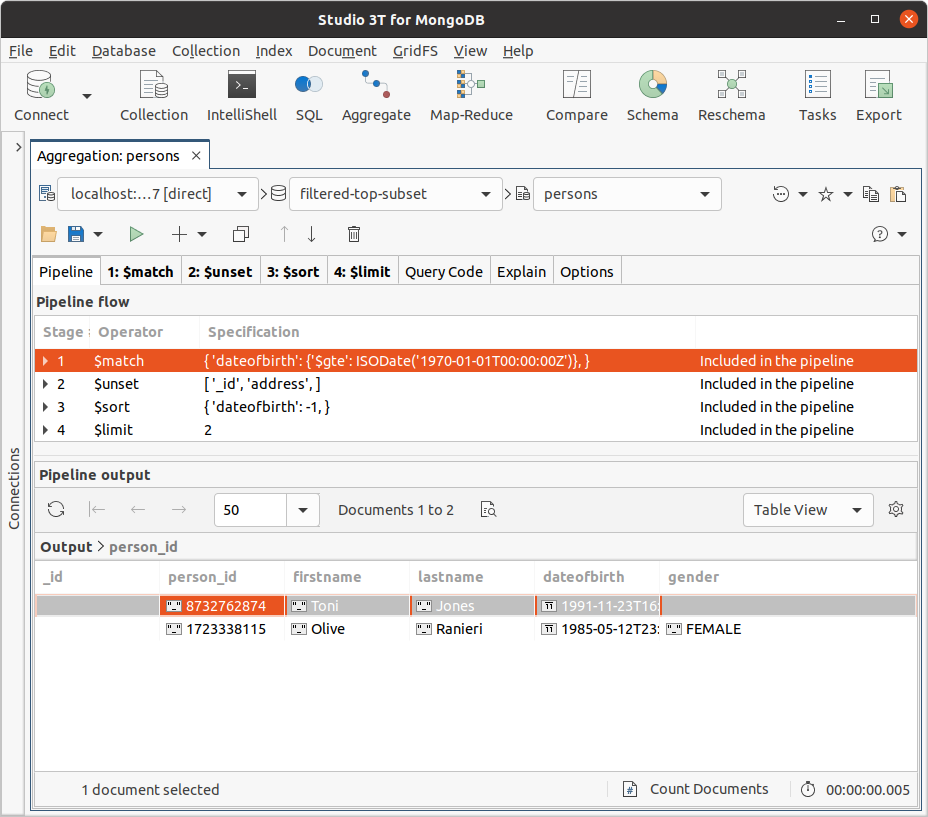 Studio 3T for MongoDB
File Edit Database Collection Index Document GridFS View Help
Connect Collection IntelliShell SQL Aggregate Map-Reduce Compare Schema Reschema Tasks Export
Aggregation: persons
localhost:...7 [direct] filtered-top-subset persons
Pipeline 1: $match 2: $unset 3: $sort 4: $limit Query Code Explain Options
Pipeline flow
Stage Operator Specification
1 $match { 'dateofbirth': {'$gte': ISODate('1970-01-01T00:00:00Z')}, } Included in the pipeline
2 $unset [ '_id', 'address', ] Included in the pipeline
3 $sort { 'dateofbirth': -1, } Included in the pipeline
4 $limit 2 Included in the pipeline
Connections
Pipeline output
50 Documents 1 to 2 Table View
Output > person_id
_id person_id firstname lastname dateofbirth gender
8732762874 Toni Jones 1991-11-23T16:
1723338115 Olive Ranieri 1985-05-12T23: FEMALE
1 document selected Count Documents 00:00:00.005